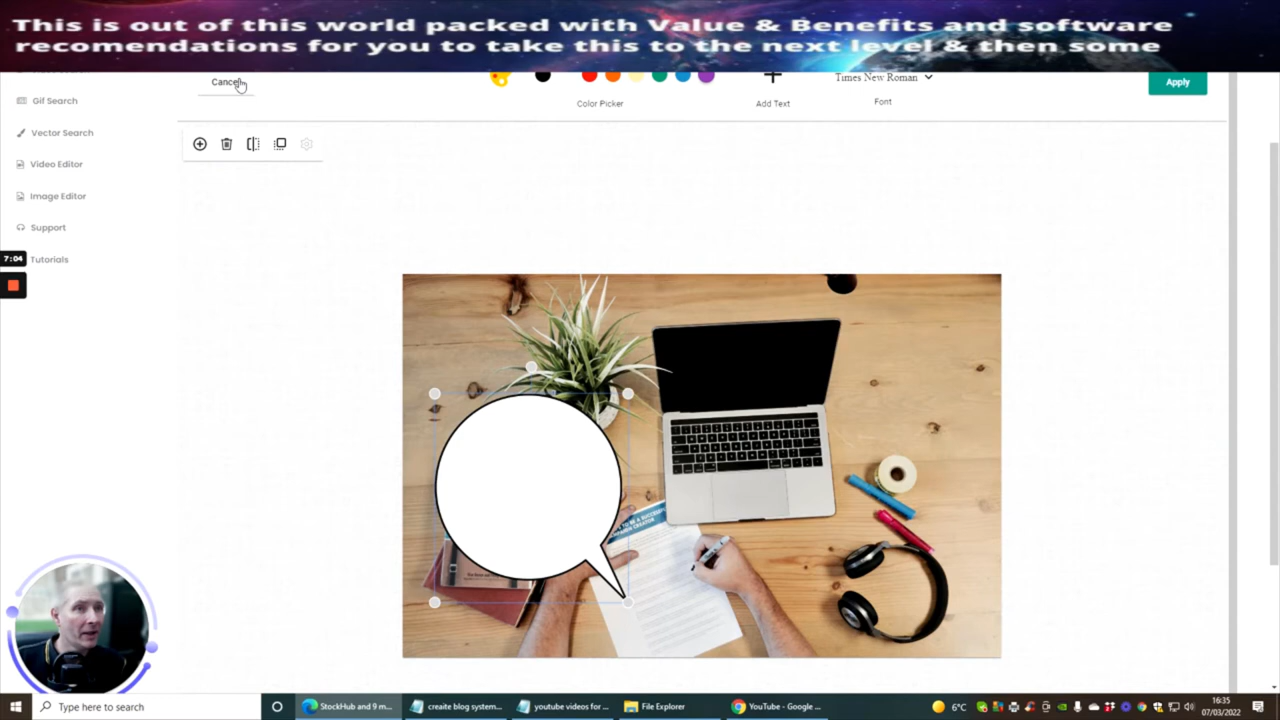 This is out of this world packed with Value & Benefits and software
recomendations for you to take this to the next level & then some
Cancel
Times New Roman
Apply
Color Picker
Add Text
Font
Gif Search
Vector Search
Video Editor
Image Editor
Support
7:04
Tutorials
Type here to search
StockHub and 9 m...
create blog system...
youtube videos for ...
File Explorer
YouTube - Google ...
6°C
16:35
07/03/2022